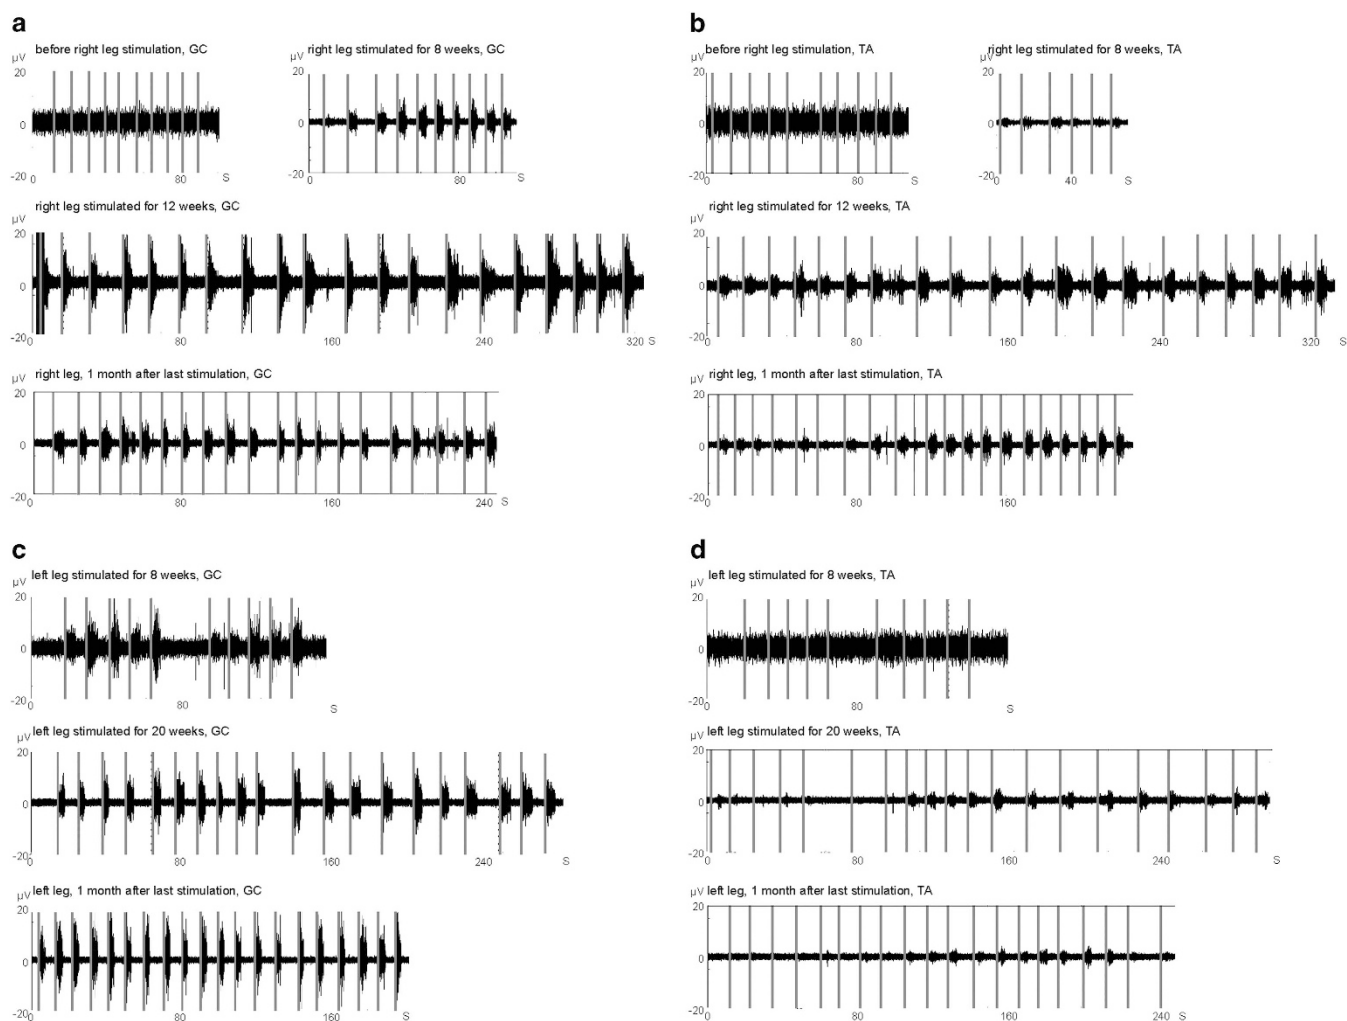 a
before right leg stimulation, GC
µV
20
0
-20
0 80 S
right leg stimulated for 8 weeks, GC
µV
20
0
-20
0 80 S
right leg stimulated for 12 weeks, GC
µV
20
0
-20
0 80 160 240 320 S
right leg, 1 month after last stimulation, GC
µV
20
0
-20
0 80 160 240 S
b
before right leg stimulation, TA
µV
20
0
-20
0 80 S
right leg stimulated for 8 weeks, TA
µV
20
0
-20
0 40 S
right leg stimulated for 12 weeks, TA
µV
20
0
-20
0 80 160 240 320 S
right leg, 1 month after last stimulation, TA
µV
20
0
-20
0 80 160
c
left leg stimulated for 8 weeks, GC
µV
20
0
-20
0 80 S
left leg stimulated for 20 weeks, GC
µV
20
0
-20
0 80 160 240 S
left leg, 1 month after last stimulation, GC
µV
20
0
-20
0 80 160 S
d
left leg stimulated for 8 weeks, TA
µV
20
0
-20
0 80 S
left leg stimulated for 20 weeks, TA
µV
20
0
-20
0 80 160 240 S
left leg, 1 month after last stimulation, TA
µV
20
0
-20
0 80 160 240 S